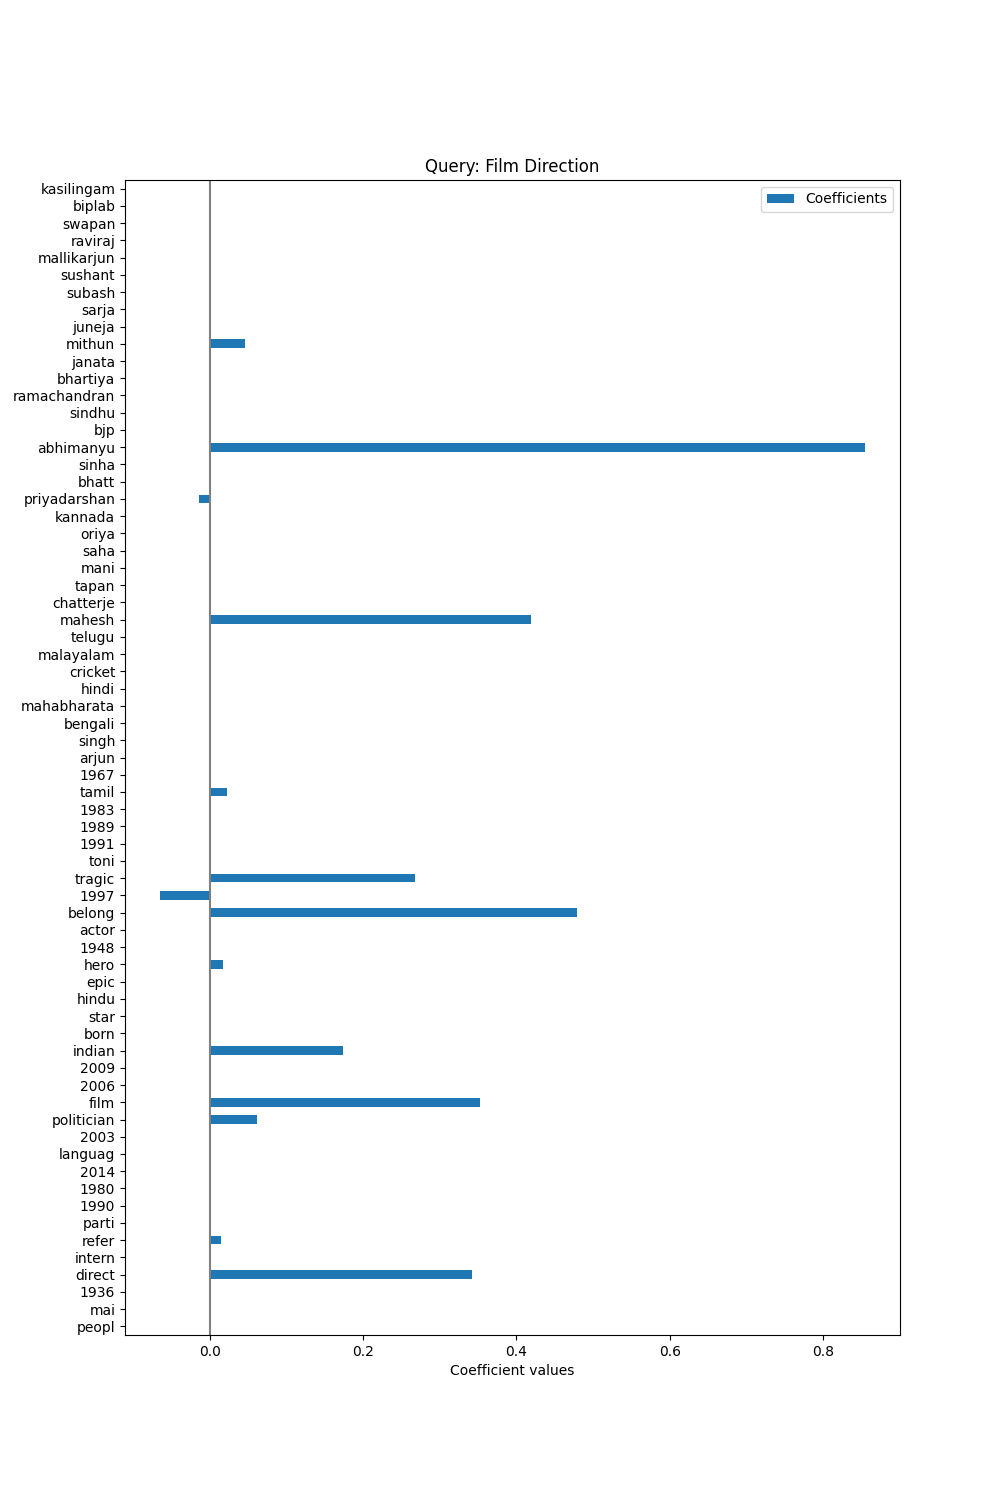 Query: Film Direction
Coefficients
kasilingam
biplab
swapan
raviraj
mallikarjun
sushant
subash
sarja
juneja
mithun
janata
bhartiya
ramachandran
sindhu
bjp
abhimanyu
sinha
bhatt
priyadarshan
kannada
oriya
saha
mani
tapan
chatterje
mahesh
telugu
malayalam
cricket
hindi
mahabharata
bengali
singh
arjun
1967
tamil
1983
1989
1991
toni
tragic
1997
belong
actor
1948
hero
epic
hindu
star
born
indian
2009
2006
film
politician
2003
languag
2014
1980
1990
parti
refer
intern
direct
1936
mai
peopl
0.0 0.2 0.4 0.6 0.8
Coefficient values